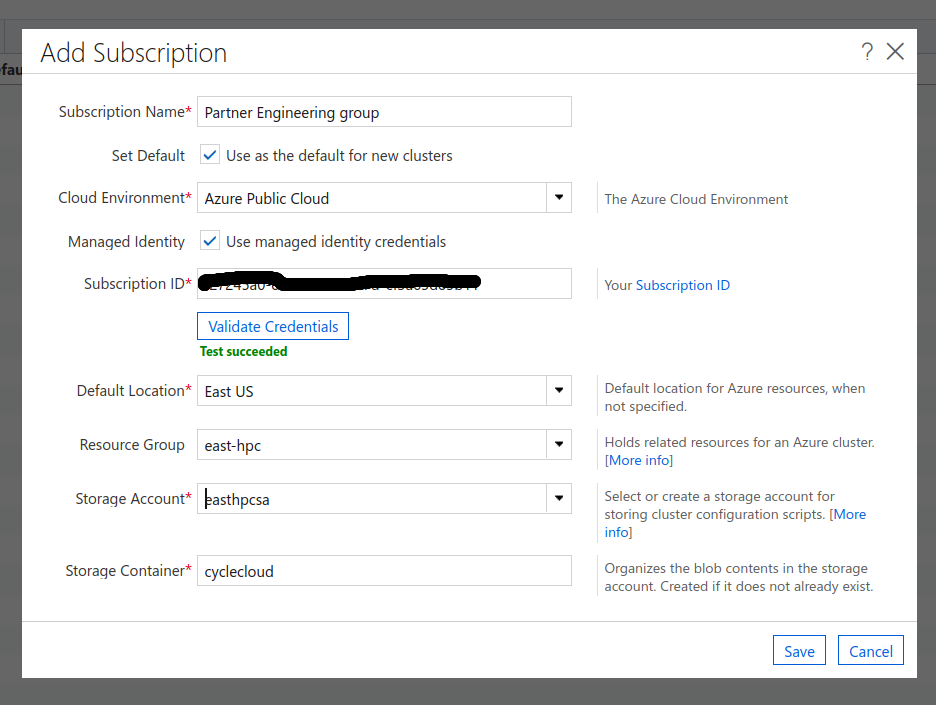 Add Subscription
?
Subscription Name* Partner Engineering group
Set Default Use as the default for new clusters
Cloud Environment* Azure Public Cloud The Azure Cloud Environment
Managed Identity Use managed identity credentials
Subscription ID* Your Subscription ID
Validate Credentials
Test succeeded
Default Location* East US Default location for Azure resources, when
not specified.
Resource Group east-hpc Holds related resources for an Azure cluster.
[More info]
Storage Account* easthpcsa Select or create a storage account for
storing cluster configuration scripts. [More
info]
Storage Container* cyclecloud Organizes the blob contents in the storage
account. Created if it does not already exist.
Save Cancel